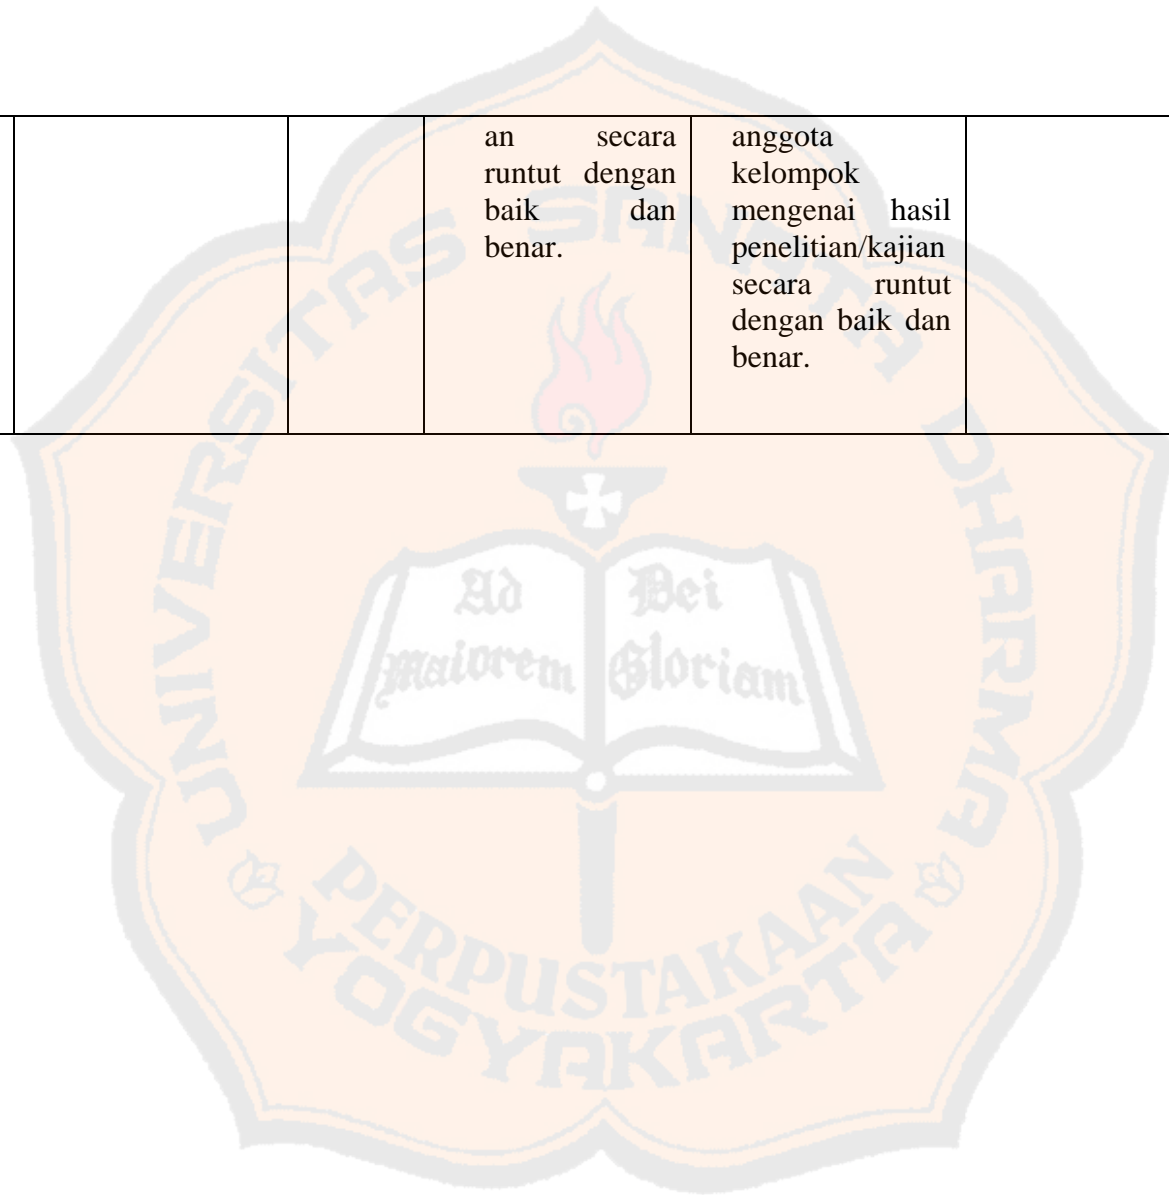 an secara
runtut dengan
baik dan
benar.
anggota
kelompok
mengenai hasil
penelitian/kajian
secara runtut
dengan baik dan
benar.
UNIVERSITAS SANATA DHARMA
Ad Dei
Maiorem Gloriam
PERPUSTAKAAN
YOGYAKARTA